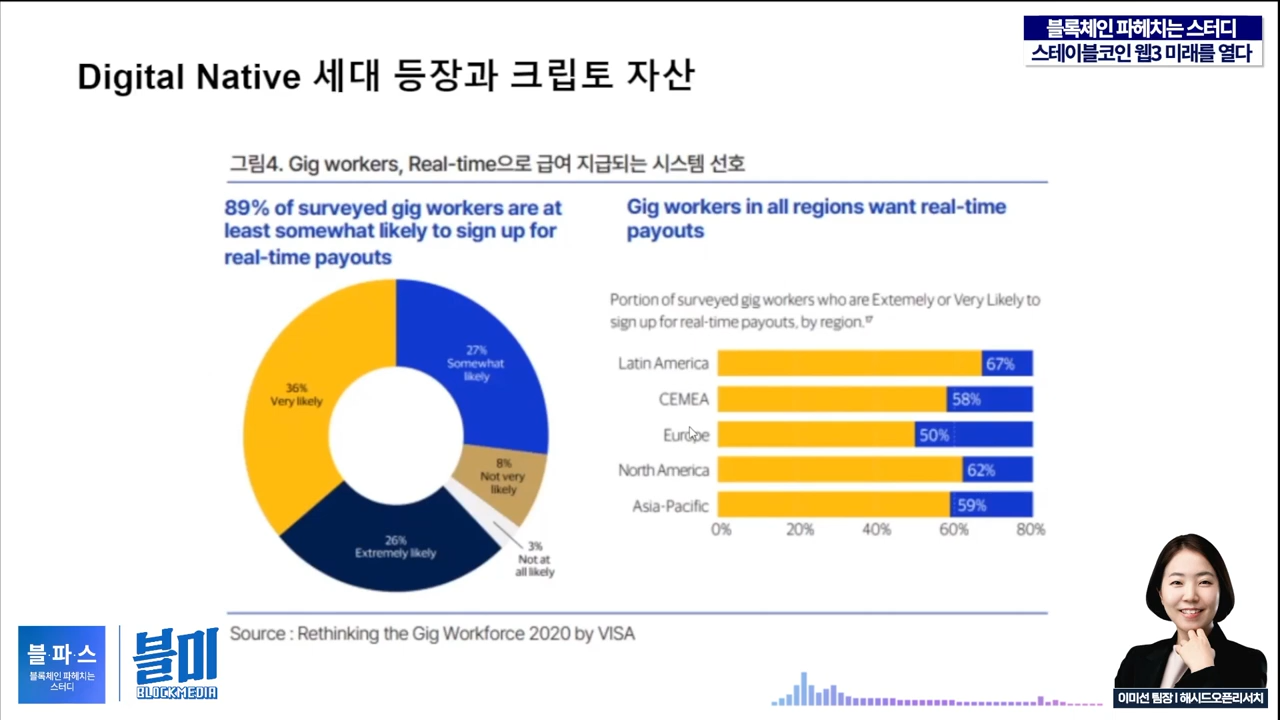 블록체인 파헤치는 스터디
스테이블코인 웹3 미래를 열다
Digital Native 세대 등장과 크립토 자산
그림4. Gig workers, Real-time으로 급여 지급되는 시스템 선호
89% of surveyed gig workers are at
least somewhat likely to sign up for
real-time payouts
27%
Somewhat
likely
36%
Very likely
8%
Not very
likely
26%
Extremely likely
3%
Not at
all likely
Gig workers in all regions want real-time
payouts
Portion of surveyed gig workers who are Extemely or Very Likely to
sign up for real-time payouts, by region.17
Latin America 67%
CEMEA 58%
Europe 50%
North America 62%
Asia-Pacific 59%
0% 20% 40% 60% 80%
Source : Rethinking the Gig Workforce 2020 by VISA
블·파·스
블록체인 파헤치는
스터디
블미
BLOCKMEDIA
이미선 팀장 | 해시드오픈리서치